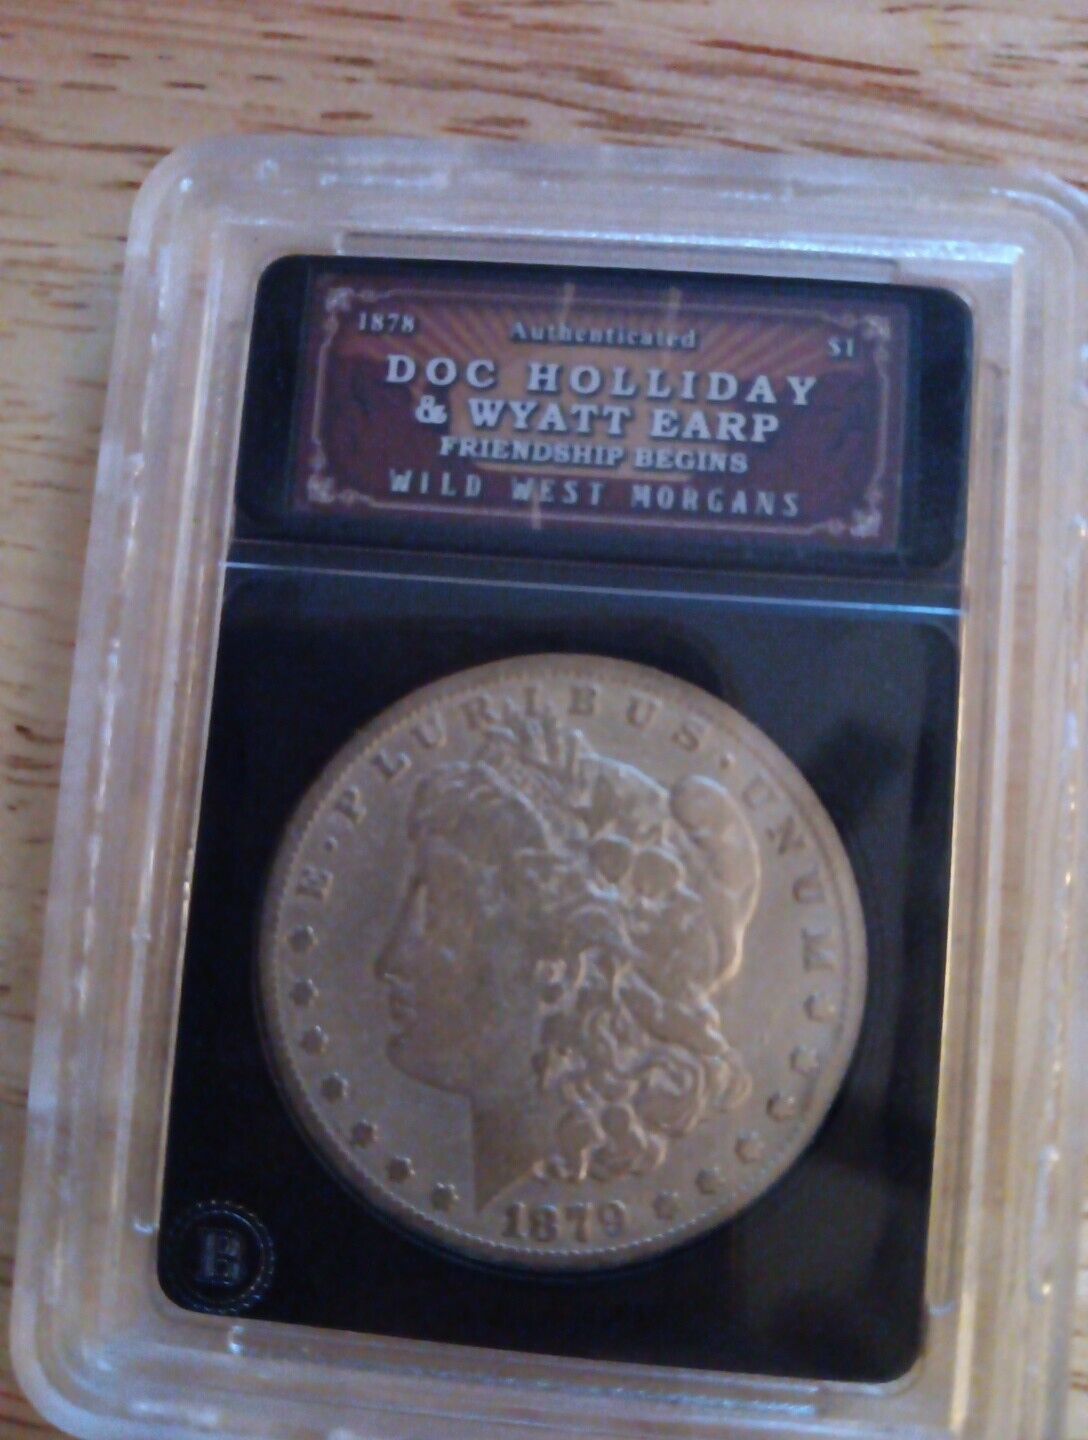 1878 Authenticated $1
DOC HOLLIDAY
& WYATT EARP
FRIENDSHIP BEGINS
WILD WEST MORGANS
E·PLURIBUS·UNUM
1879
B